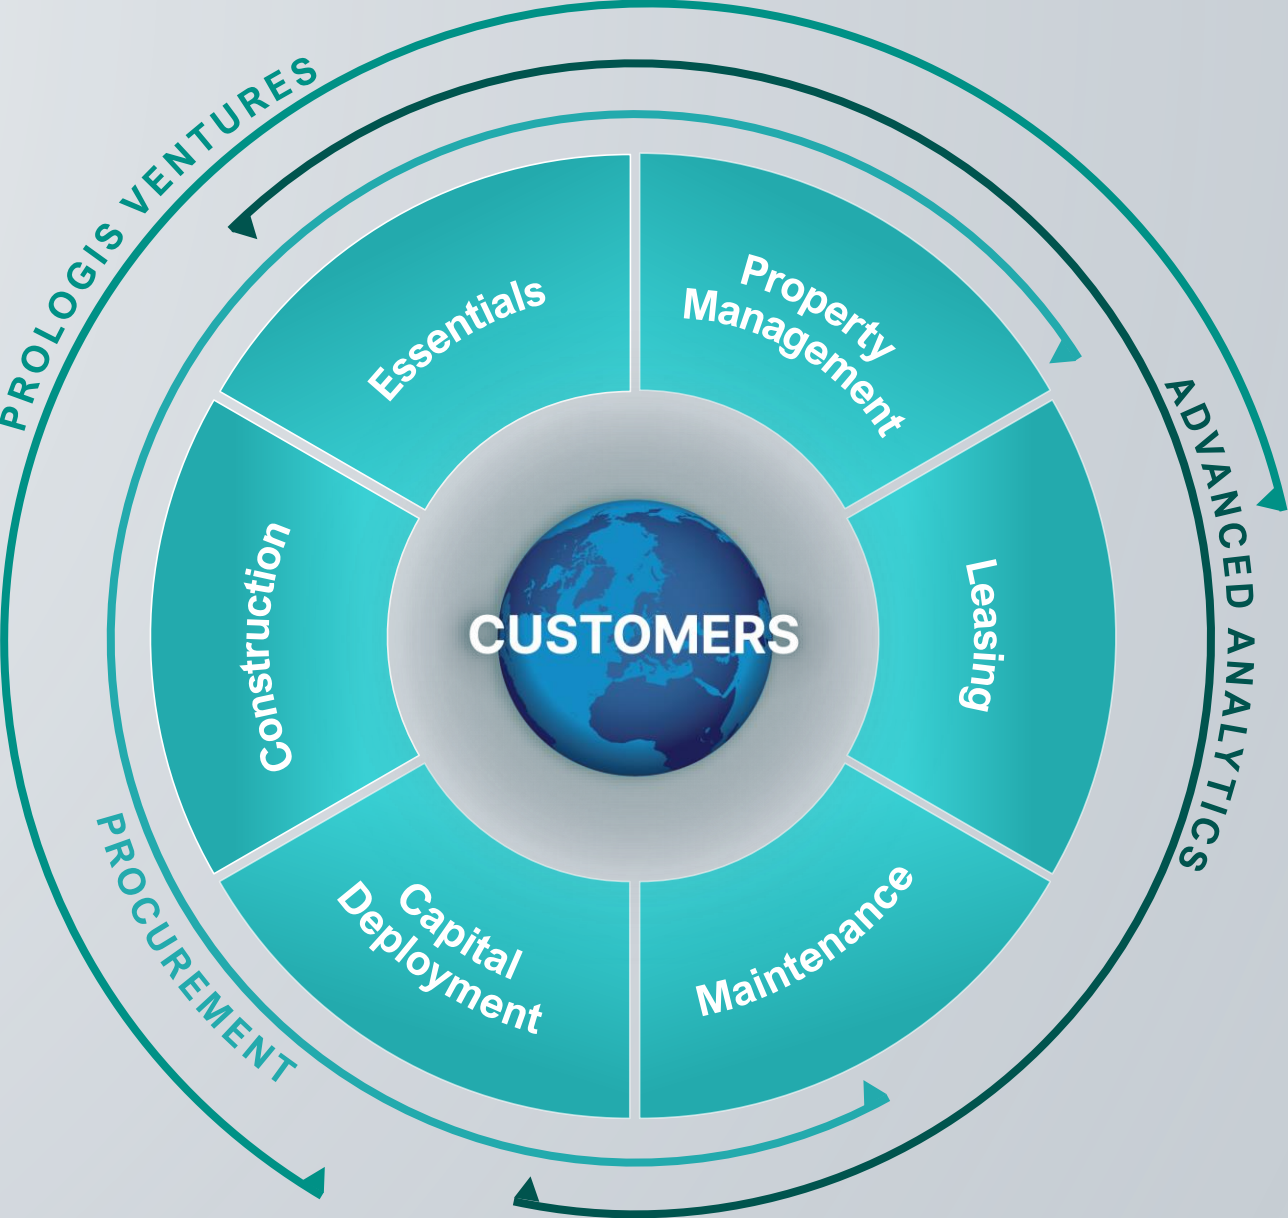 PROLOGIS VENTURES
ADVANCED ANALYTICS
PROCUREMENT
Essentials
Property
Management
Leasing
Maintenance
Capital
Deployment
Construction
CUSTOMERS